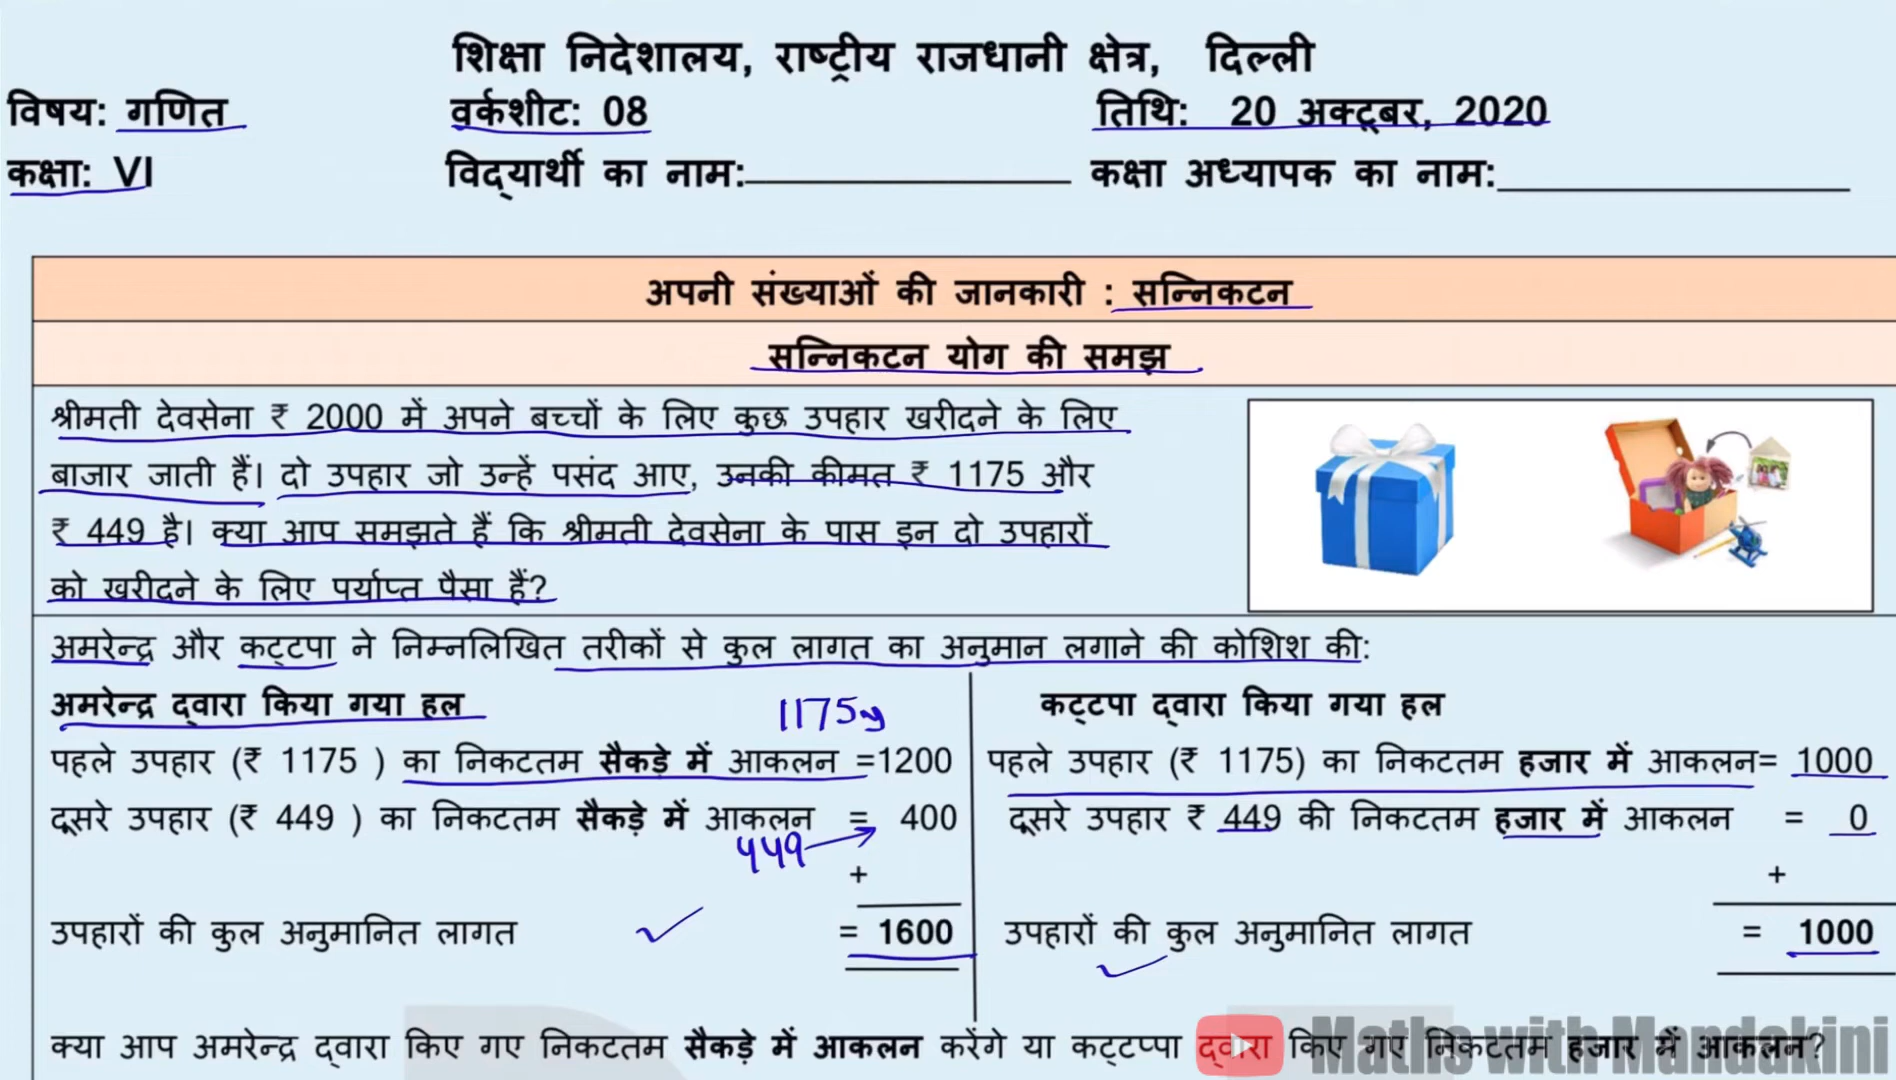 शिक्षा निदेशालय, राष्ट्रीय राजधानी क्षेत्र, दिल्ली
विषय: गणित वर्कशीट: 08 तिथि: 20 अक्टूबर, 2020
कक्षा: VI विद्यार्थी का नाम:__________ कक्षा अध्यापक का नाम:__________
अपनी संख्याओं की जानकारी : सन्निकटन
सन्निकटन योग की समझ
श्रीमती देवसेना ₹ 2000 में अपने बच्चों के लिए कुछ उपहार खरीदने के लिए
बाजार जाती हैं। दो उपहार जो उन्हें पसंद आए, उनकी कीमत ₹ 1175 और
₹ 449 है। क्या आप समझते हैं कि श्रीमती देवसेना के पास इन दो उपहारों
को खरीदने के लिए पर्याप्त पैसा हैं?
अमरेन्द्र और कट्टपा ने निम्नलिखित तरीकों से कुल लागत का अनुमान लगाने की कोशिश की:
अमरेन्द्र द्वारा किया गया हल
1175
पहले उपहार (₹ 1175 ) का निकटतम सैकड़े में आकलन =1200
दूसरे उपहार (₹ 449 ) का निकटतम सैकड़े में आकलन = 400
449
+
उपहारों की कुल अनुमानित लागत = 1600
कट्टपा द्वारा किया गया हल
पहले उपहार (₹ 1175) का निकटतम हजार में आकलन= 1000
दूसरे उपहार ₹ 449 की निकटतम हजार में आकलन = 0
+
उपहारों की कुल अनुमानित लागत = 1000
क्या आप अमरेन्द्र द्वारा किए गए निकटतम सैकड़े में आकलन करेंगे या कट्टप्पा द्वारा किए गए निकटतम हजार में आकलन?
Maths with Mandakini